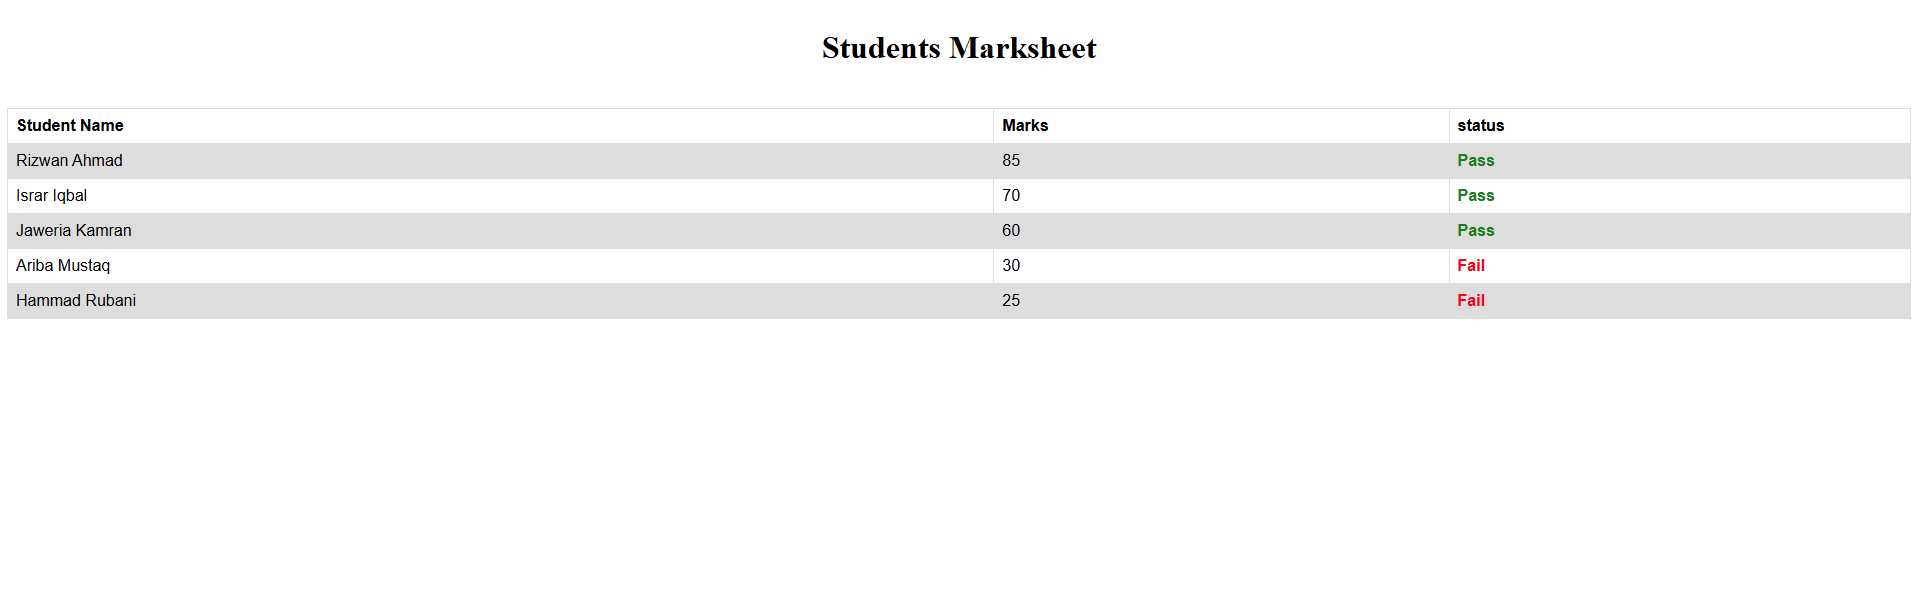 Students Marksheet
Student Name Marks status
Rizwan Ahmad 85 Pass
Israr Iqbal 70 Pass
Jaweria Kamran 60 Pass
Ariba Mustaq 30 Fail
Hammad Rubani 25 Fail